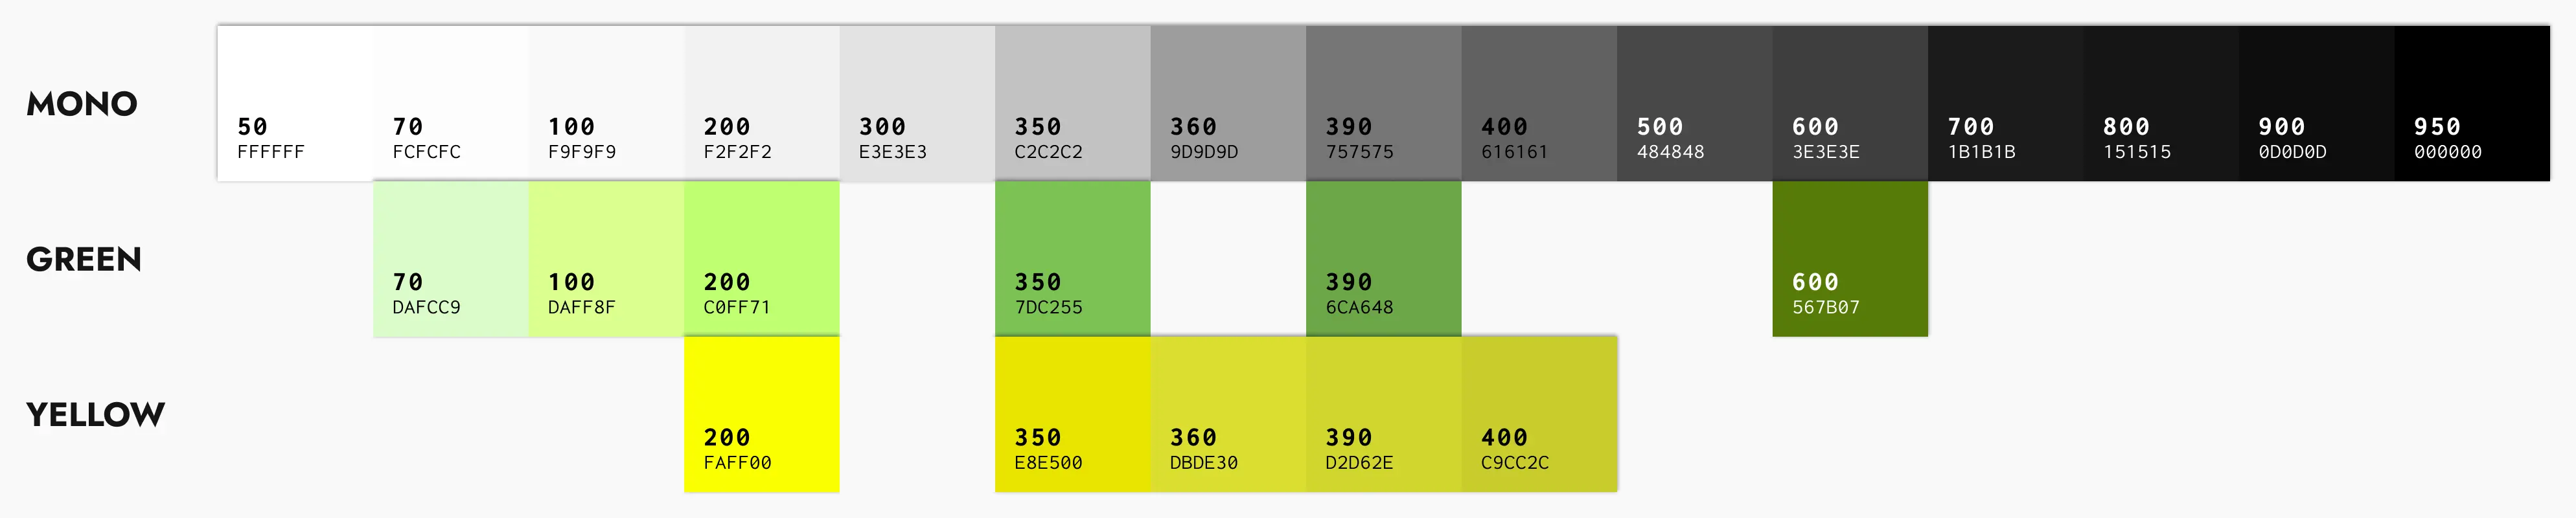 MONO
50 70 100 200 300 350 360 390 400 500 600 700 800 900 950
FFFFFF FCFCFC F9F9F9 F2F2F2 E3E3E3 C2C2C2 9D9D9D 757575 616161 484848 3E3E3E 1B1B1B 151515 0D0D0D 000000
GREEN
70 100 200 350 390 600
DAFCC9 DAFF8F C0FF71 7DC255 6CA648 567B07
YELLOW
200 350 360 390 400
FAFF00 E8E500 DBDE30 D2D62E C9CC2C